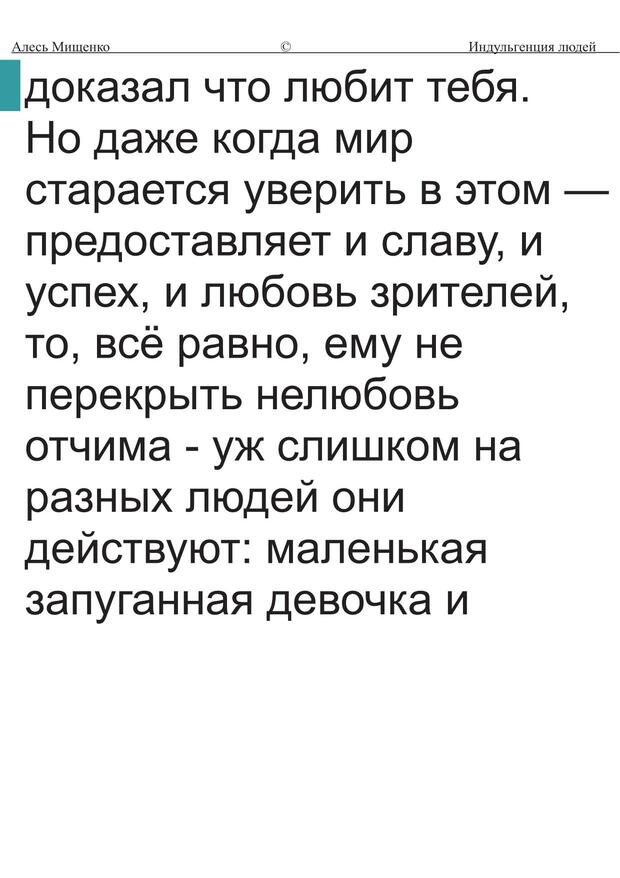 Алесь Мищенко © Индульгенция людей
доказал что любит тебя.
Но даже когда мир
старается уверить в этом —
предоставляет и славу, и
успех, и любовь зрителей,
то, всё равно, ему не
перекрыть нелюбовь
отчима - уж слишком на
разных людей они
действуют: маленькая
запуганная девочка и